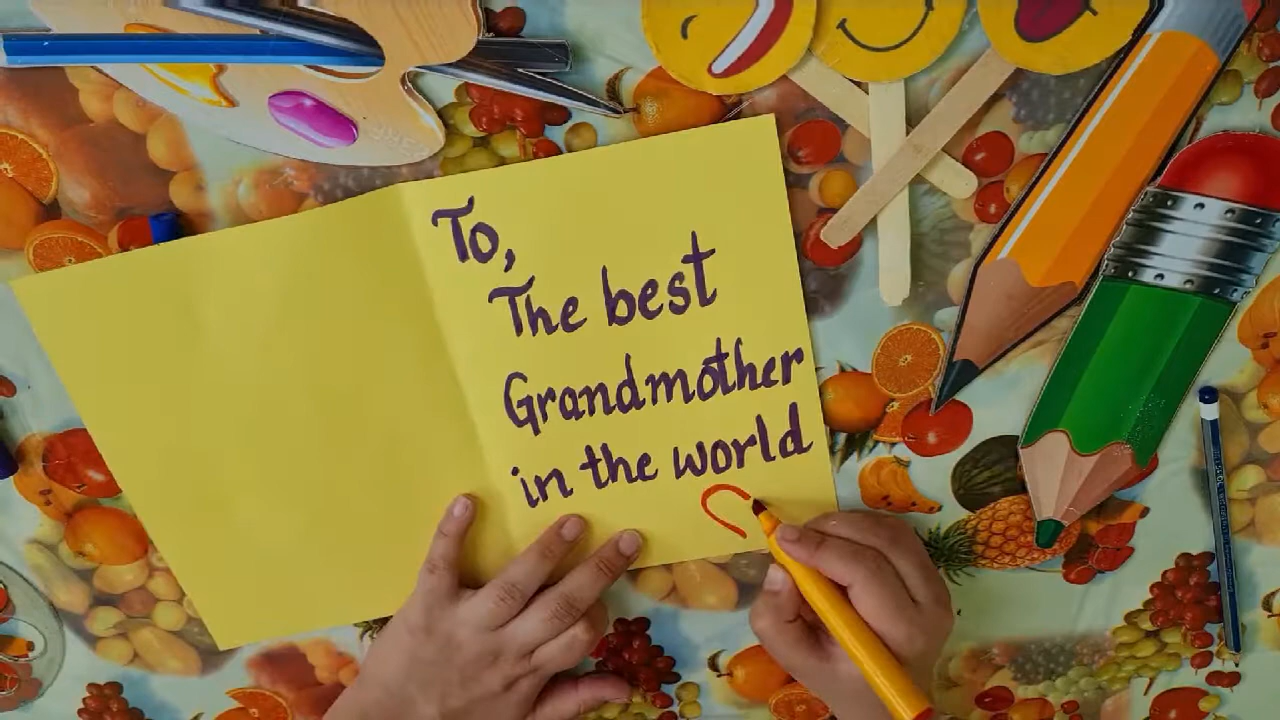 To,
The best
Grandmother
in the world